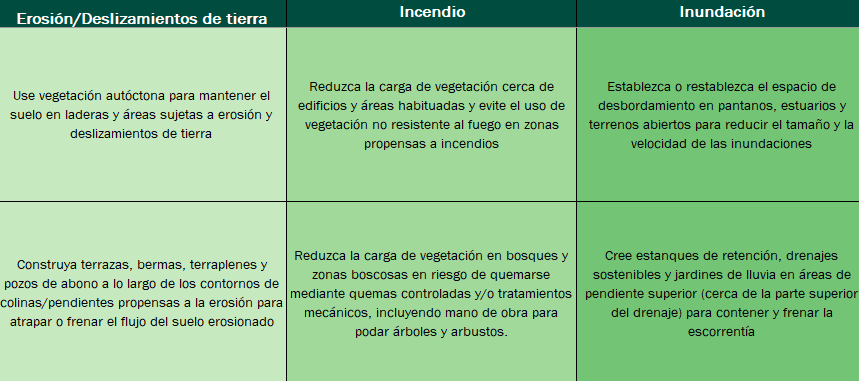 Erosión/Deslizamientos de tierra
Incendio
Inundación
Use vegetación autóctona para mantener el
suelo en laderas y áreas sujetas a erosión y
deslizamientos de tierra
Reduzca la carga de vegetación cerca de
edificios y áreas habituadas y evite el uso de
vegetación no resistente al fuego en zonas
propensas a incendios
Establezca o restablezca el espacio de
desbordamiento en pantanos, estuarios y
terrenos abiertos para reducir el tamaño y la
velocidad de las inundaciones
Construya terrazas, bermas, terraplenes y
pozos de abono a lo largo de los contornos de
colinas/pendientes propensas a la erosión para
atrapar o frenar el flujo del suelo erosionado
Reduzca la carga de vegetación en bosques y
zonas boscosas en riesgo de quemarse
mediante quemas controladas y/o tratamientos
mecánicos, incluyendo mano de obra para
podar árboles y arbustos.
Cree estanques de retención, drenajes
sostenibles y jardines de lluvia en áreas de
pendiente superior (cerca de la parte superior
del drenaje) para contener y frenar la
escorrentía